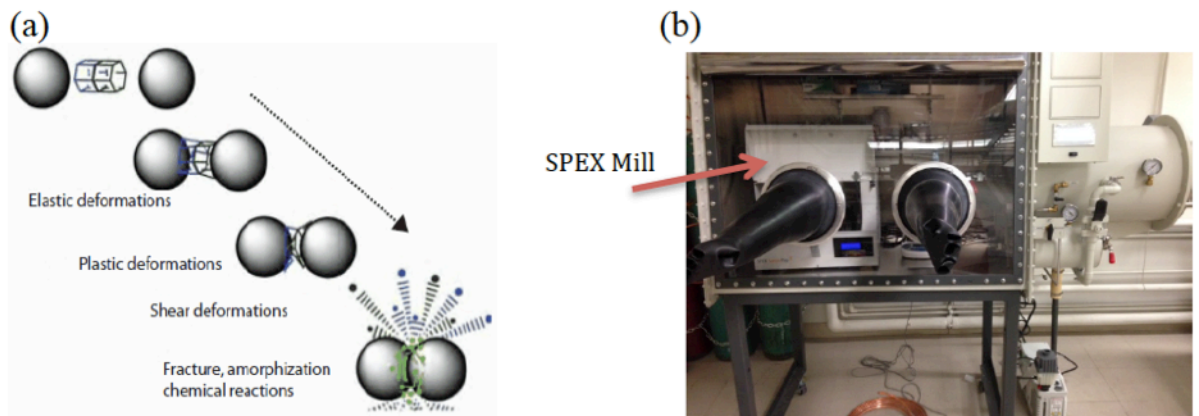 (a)
Elastic deformations
Plastic deformations
Shear deformations
Fracture, amorphization
chemical reactions
(b)
SPEX Mill